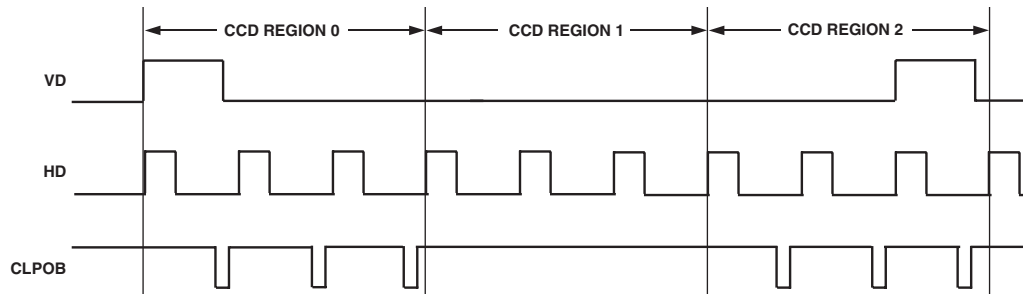 CCD REGION 0
CCD REGION 1
CCD REGION 2
VD
HD
CLPOB